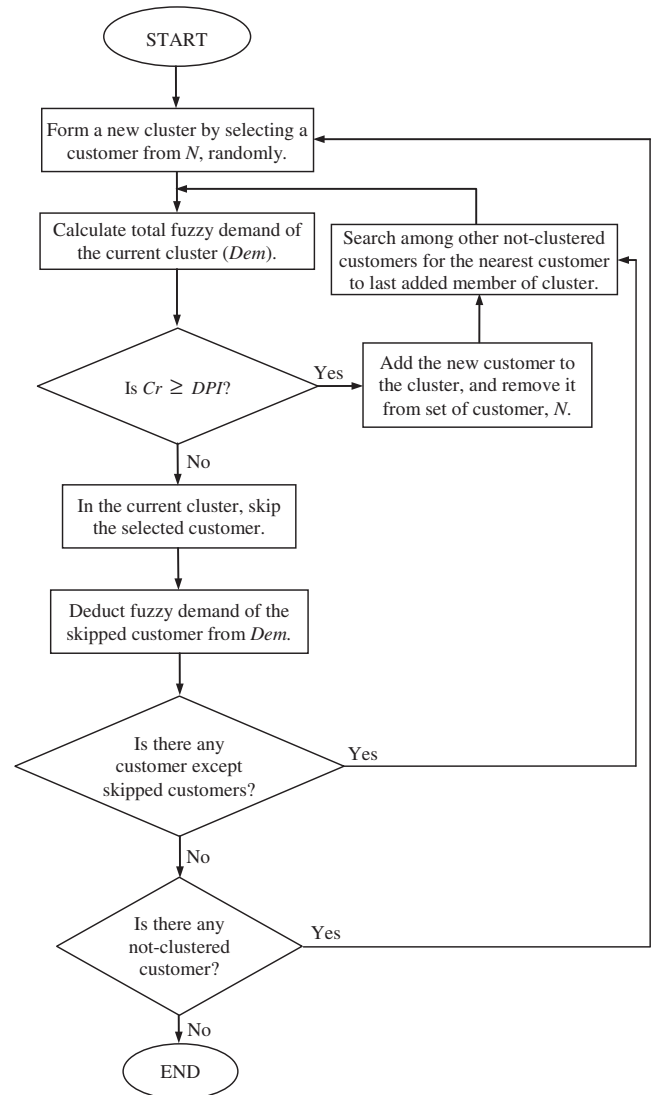 START
Form a new cluster by selecting a
customer from N, randomly.
Calculate total fuzzy demand of
the current cluster (Dem).
Search among other not-clustered
customers for the nearest customer
to last added member of cluster.
Is Cr ≥ DPI?
Yes
Add the new customer to
the cluster, and remove it
from set of customer, N.
No
In the current cluster, skip
the selected customer.
Deduct fuzzy demand of the
skipped customer from Dem.
Is there any
customer except
skipped customers?
Yes
No
Is there any
not-clustered
customer?
Yes
No
END